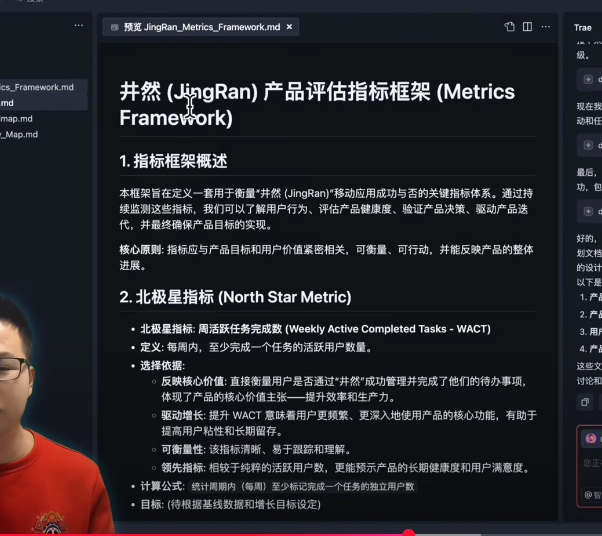 预览 JingRan_Metrics_Framework.md ×
Trae
ics_Framework.md
.md
map.md
_Map.md
井然 (JingRan) 产品评估指标框架 (Metrics
Framework)
1. 指标框架概述
本框架旨在定义一套用于衡量“井然 (JingRan)”移动应用成功与否的关键指标体系。通过持
续监测这些指标，我们可以了解用户行为、评估产品健康度、验证产品决策、驱动产品迭
代，并最终确保产品目标的实现。
核心原则: 指标应与产品目标和用户价值紧密相关，可衡量、可行动，并能反映产品的整体
进展。
2. 北极星指标 (North Star Metric)
• 北极星指标: 周活跃任务完成数 (Weekly Active Completed Tasks - WACT)
• 定义: 每周内，至少完成一个任务的活跃用户数量。
• 选择依据:
◦ 反映核心价值: 直接衡量用户是否通过“井然”成功管理并完成了他们的待办事项，
体现了产品的核心价值主张——提升效率和生产力。
◦ 驱动增长: 提升 WACT 意味着用户更频繁、更深入地使用产品的核心功能，有助于
提高用户粘性和长期留存。
◦ 可衡量性: 该指标清晰、易于跟踪和理解。
◦ 领先指标: 相较于纯粹的活跃用户数，更能预示产品的长期健康度和用户满意度。
• 计算公式: 统计周期内（每周）至少标记完成一个任务的独立用户数
• 目标: (待根据基线数据和增长目标设定)
级。
现在我
动和任
最后，
功，包
好的，
划文档
的设计
以下是
1. 产品
2. 产品
3. 用户
4. 产品
这些文
讨论和
您正
@智